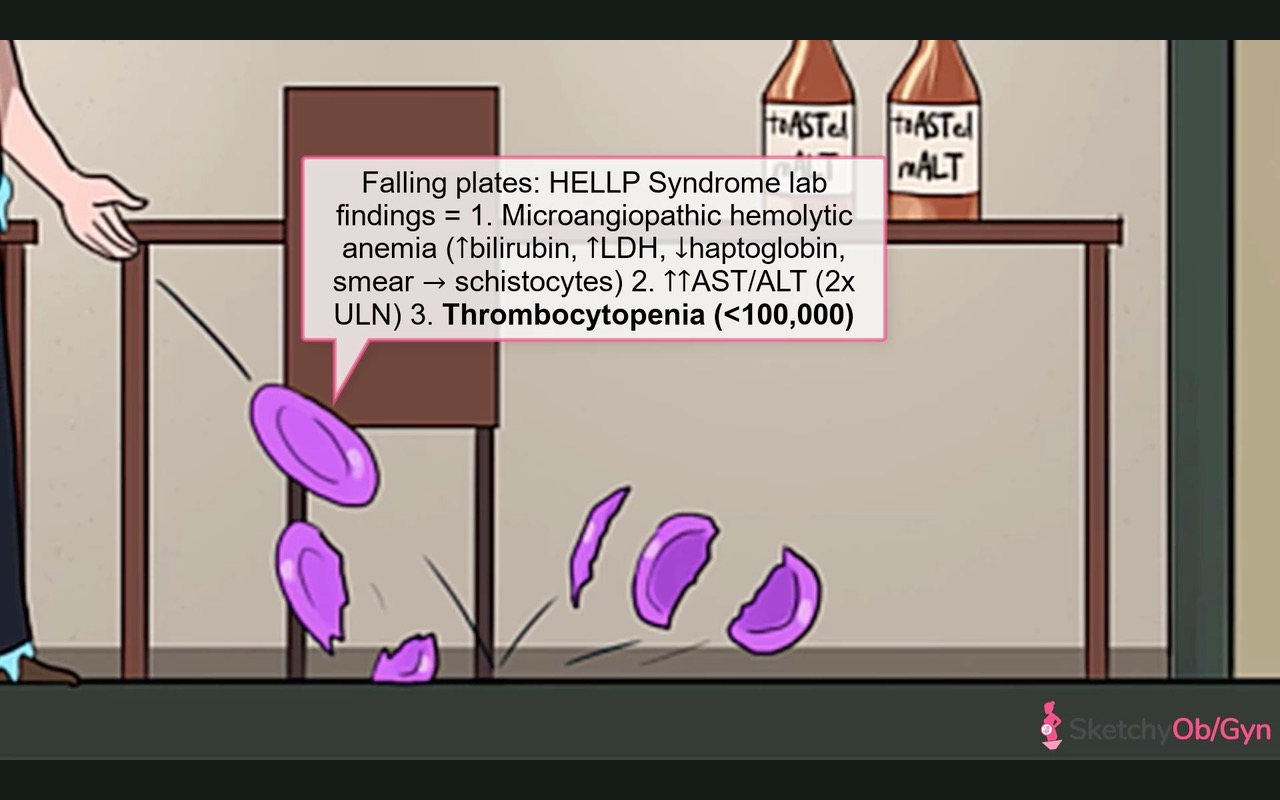 toASTed
mALT
toASTed
mALT
Falling plates: HELLP Syndrome lab
findings = 1. Microangiopathic hemolytic
anemia (↑bilirubin, ↑LDH, ↓haptoglobin,
smear → schistocytes) 2. ↑↑AST/ALT (2x
ULN) 3. Thrombocytopenia (<100,000)
SketchyOb/Gyn